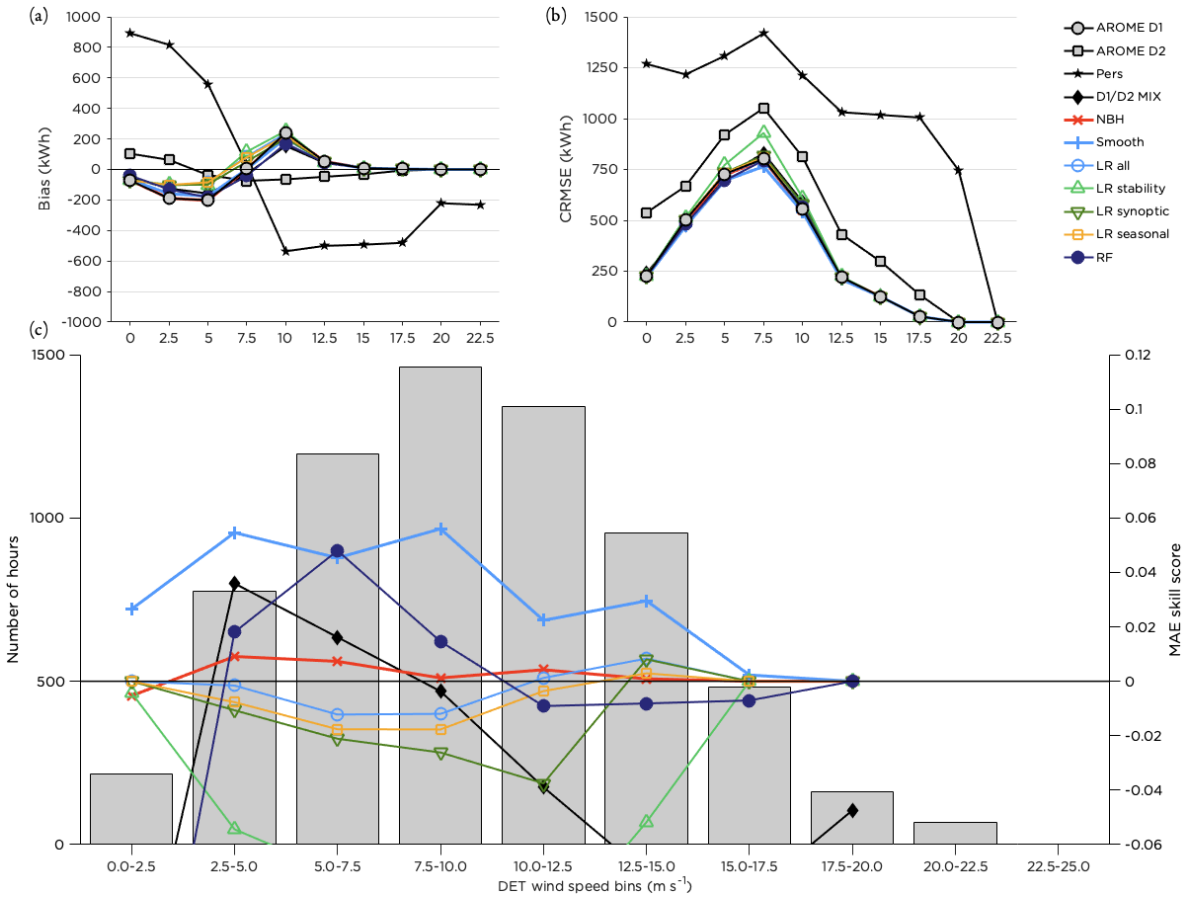 (a)
1000
800
600
400
200
0
-200
-400
-600
-800
-1000
Bias (kWh)
0 2.5 5 7.5 10 12.5 15 17.5 20 22.5
(b)
1500
1250
1000
750
500
250
0
CRMSE (kWh)
0 2.5 5 7.5 10 12.5 15 17.5 20 22.5
AROME D1
AROME D2
Pers
D1/D2 MIX
NBH
Smooth
LR all
LR stability
LR synoptic
LR seasonal
RF
(c)
1500
1000
500
0
Number of hours
0.12
0.1
0.08
0.06
0.04
0.02
0
-0.02
-0.04
-0.06
MAE skill score
0.0-2.5 2.5-5.0 5.0-7.5 7.5-10.0 10.0-12.5 12.5-15.0 15.0-17.5 17.5-20.0 20.0-22.5 22.5-25.0
DET wind speed bins (m s⁻¹)